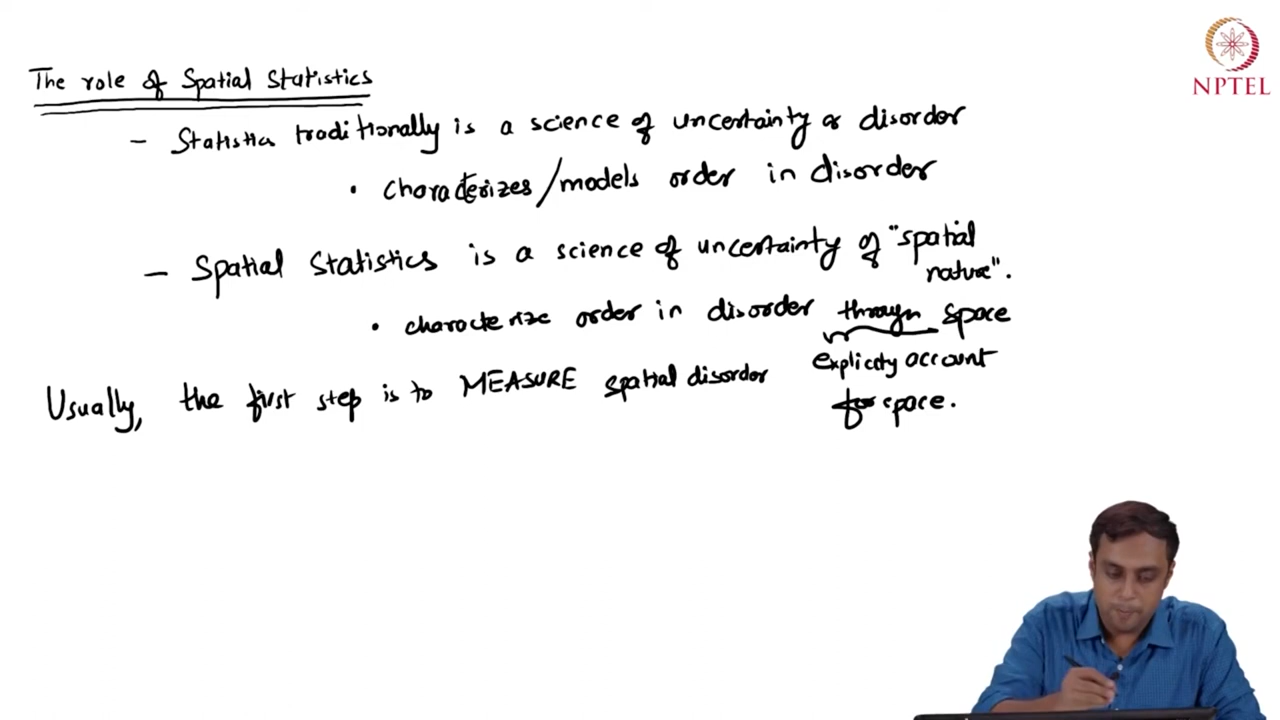 The role of Spatial Statistics
NPTEL
- Statistics traditionally is a science of uncertainty or disorder
• characterizes/models order in disorder
- Spatial Statistics is a science of uncertainty of "spatial
nature".
• characterize order in disorder through space
explicity account
for space.
Usually, the first step is to MEASURE spatial disorder